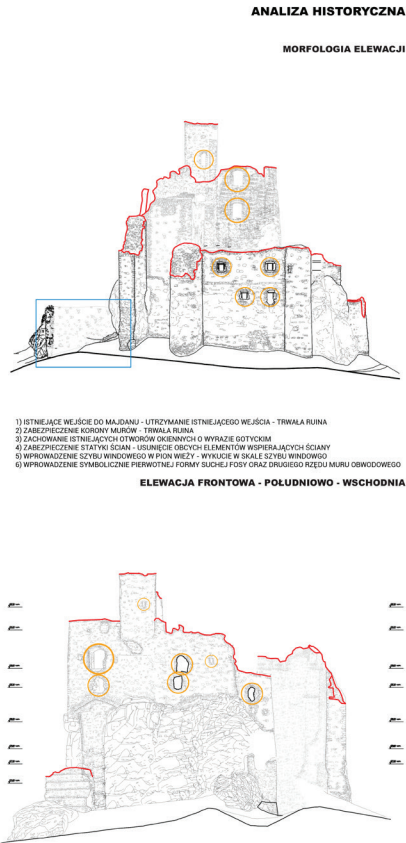 ANALIZA HISTORYCZNA
MORFOLOGIA ELEWACJI
1) ISTNIEJĄCE WEJŚCIE DO MAJDANU - UTRZYMANIE ISTNIEJĄCEGO WEJŚCIA - TRWAŁA RUINA
2) ZABEZPIECZENIE KORONY MURÓW - TRWAŁA RUINA
3) ZACHOWANIE ISTNIEJĄCYCH OTWORÓW OKIENNYCH O WYRAZIE GOTYCKIM
4) ZABEZPIECZENIE STATYKI ŚCIAN - USUNIĘCIE OBCYCH ELEMENTÓW WSPIERAJĄCYCH ŚCIANY
5) WPROWADZENIE SZYBU WINDOWEGO W PION WIEŻY - WYKUCIE W SKALE SZYBU WINDOWGO
6) WPROWADZENIE SYMBOLICZNIE PIERWOTNEJ FORMY SUCHEJ FOSY ORAZ DRUGIEGO RZĘDU MURU OBWODOWEGO
ELEWACJA FRONTOWA - POŁUDNIOWO - WSCHODNIA